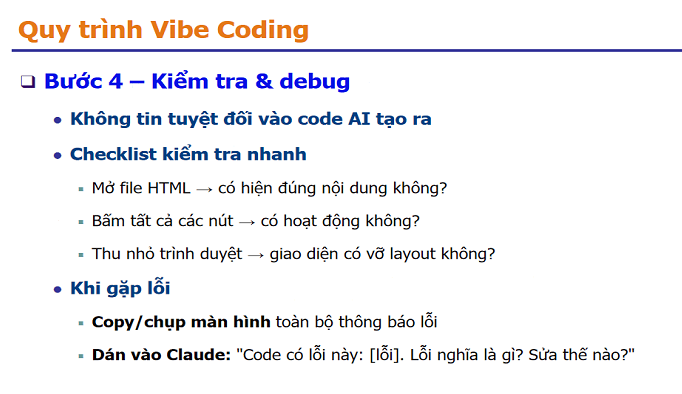 Quy trình Vibe Coding
❑ Bước 4 – Kiểm tra & debug
• Không tin tuyệt đối vào code AI tạo ra
• Checklist kiểm tra nhanh
▪ Mở file HTML → có hiện đúng nội dung không?
▪ Bấm tất cả các nút → có hoạt động không?
▪ Thu nhỏ trình duyệt → giao diện có vỡ layout không?
• Khi gặp lỗi
▪ Copy/chụp màn hình toàn bộ thông báo lỗi
▪ Dán vào Claude: "Code có lỗi này: [lỗi]. Lỗi nghĩa là gì? Sửa thế nào?"